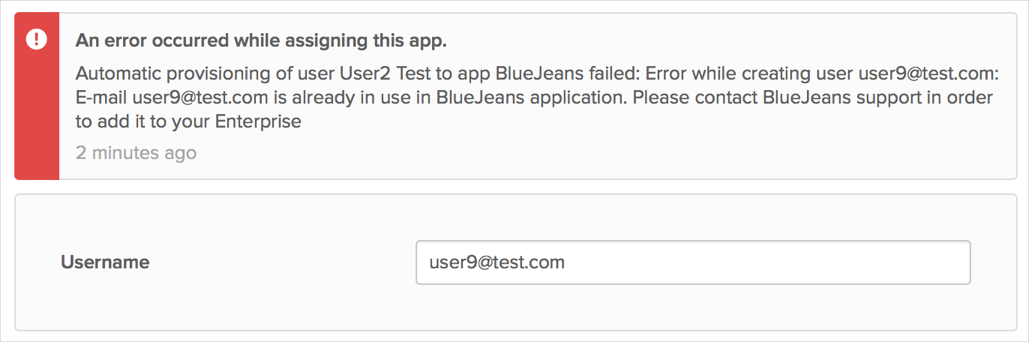 An error occurred while assigning this app.
Automatic provisioning of user User2 Test to app BlueJeans failed: Error while creating user user9@test.com:
E-mail user9@test.com is already in use in BlueJeans application. Please contact BlueJeans support in order
to add it to your Enterprise
2 minutes ago
Username
user9@test.com